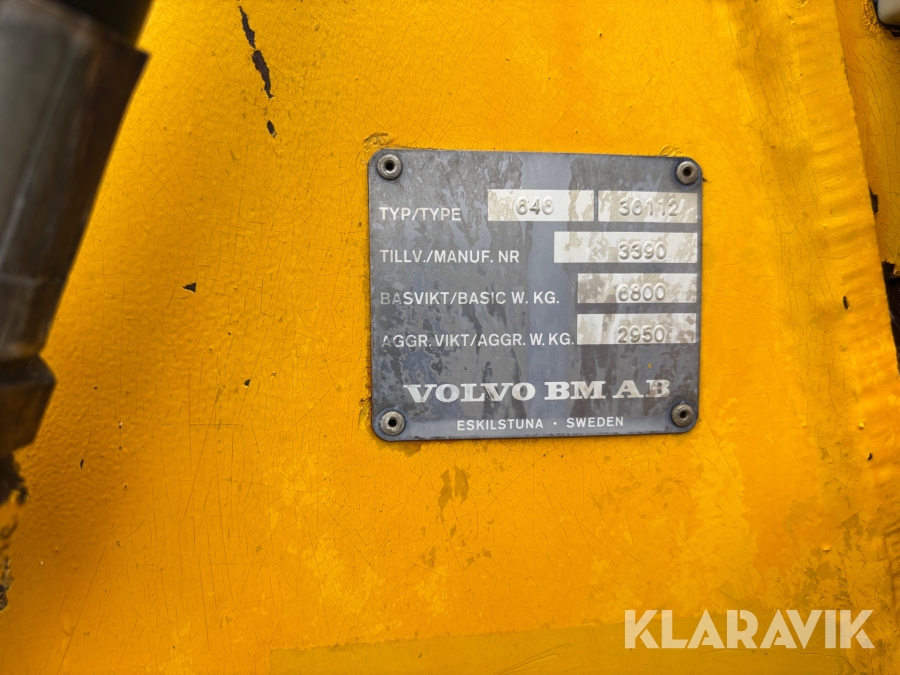 TYP/TYPE 646 30112
TILLV./MANUF. NR 3390
BASVIKT/BASIC W. KG. 6800
AGGR. VIKT/AGGR. W. KG. 2950
VOLVO BM AB
ESKILSTUNA · SWEDEN
KLARAVIK